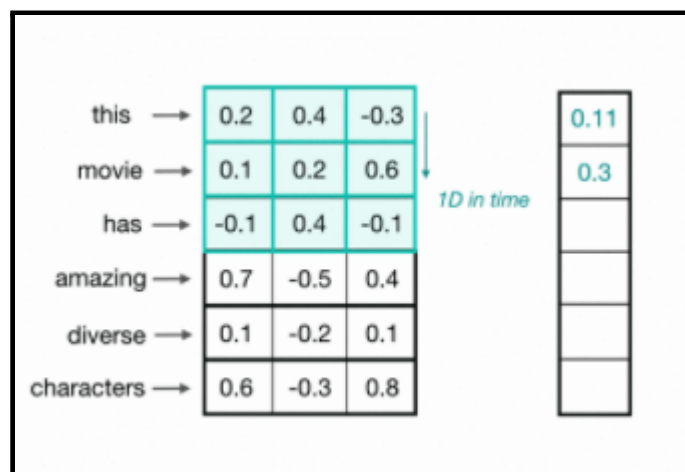 this → 0.2 0.4 -0.3 0.11
movie → 0.1 0.2 0.6 0.3
1D in time
has → -0.1 0.4 -0.1
amazing → 0.7 -0.5 0.4
diverse → 0.1 -0.2 0.1
characters → 0.6 -0.3 0.8